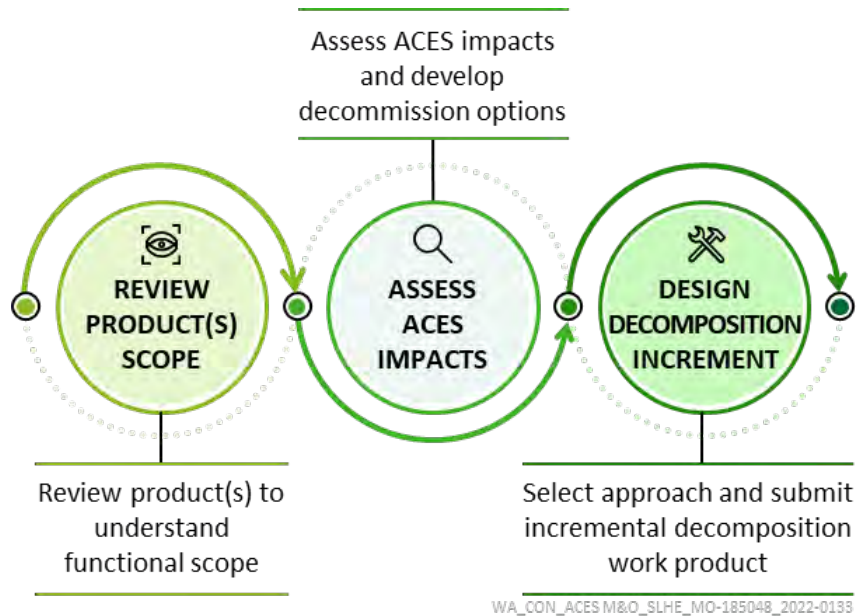 Assess ACES impacts
and develop
decommission options
REVIEW
PRODUCT(S)
SCOPE
ASSESS
ACES
IMPACTS
DESIGN
DECOMPOSITION
INCREMENT
Review product(s) to
understand
functional scope
Select approach and submit
incremental decomposition
work product
WA_CON_ACES M&O_SLHE_MO-185048_2022-0133